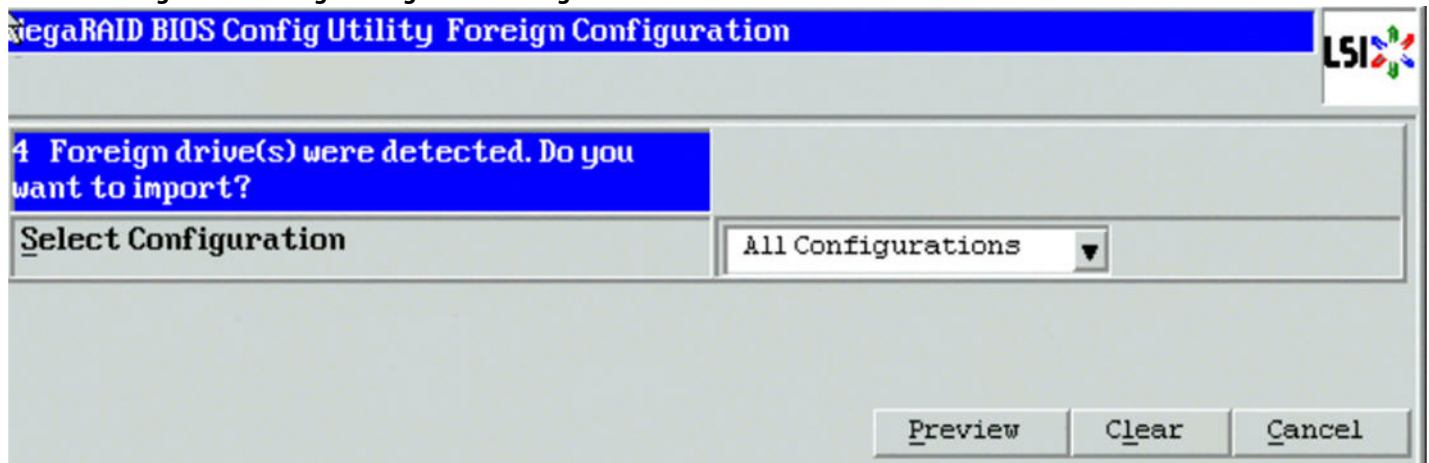 egaRAID BIOS Config Utility Foreign Configuration
LSI
4 Foreign drive(s) were detected. Do you
want to import?
Select Configuration
All Configurations
Preview
Clear
Cancel